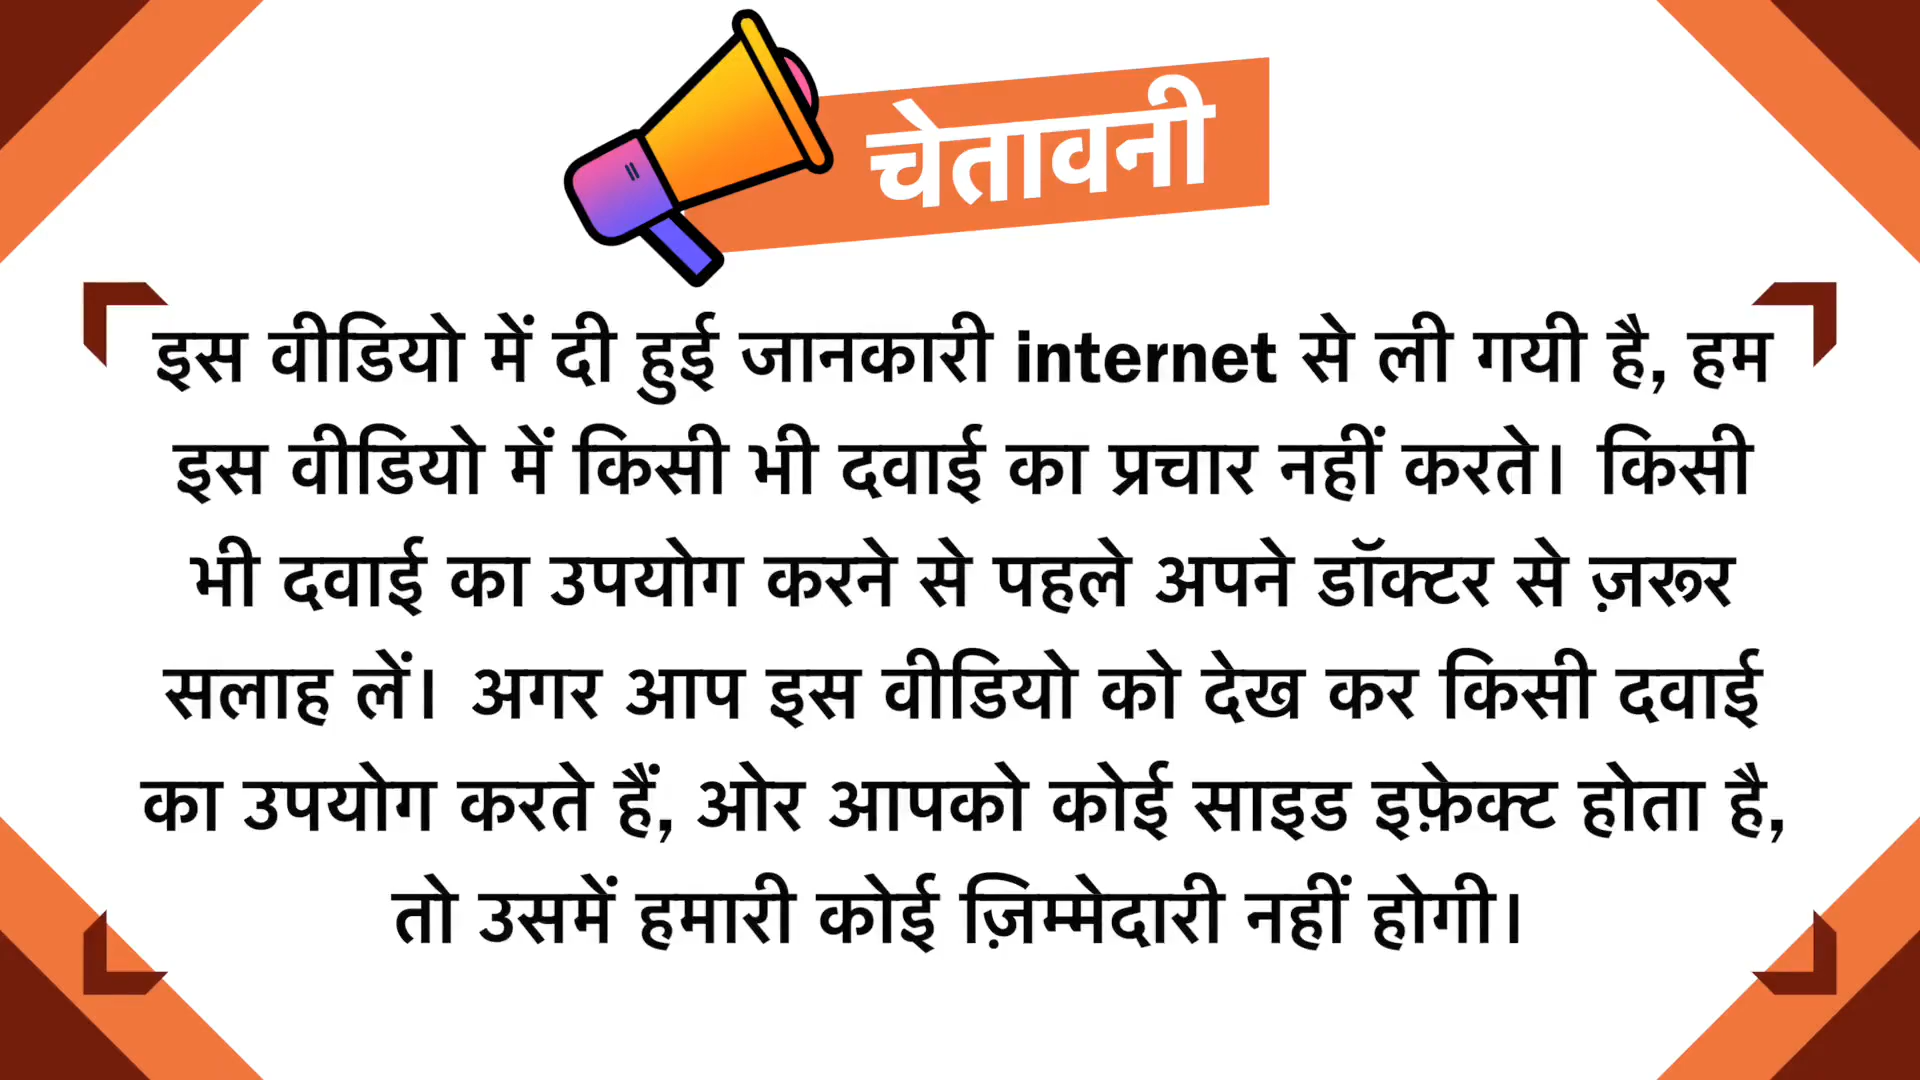 चेतावनी
इस वीडियो में दी हुई जानकारी internet से ली गयी है, हम
इस वीडियो में किसी भी दवाई का प्रचार नहीं करते। किसी
भी दवाई का उपयोग करने से पहले अपने डॉक्टर से ज़रूर
सलाह लें। अगर आप इस वीडियो को देख कर किसी दवाई
का उपयोग करते हैं, ओर आपको कोई साइड इफ़ेक्ट होता है,
तो उसमें हमारी कोई ज़िम्मेदारी नहीं होगी।